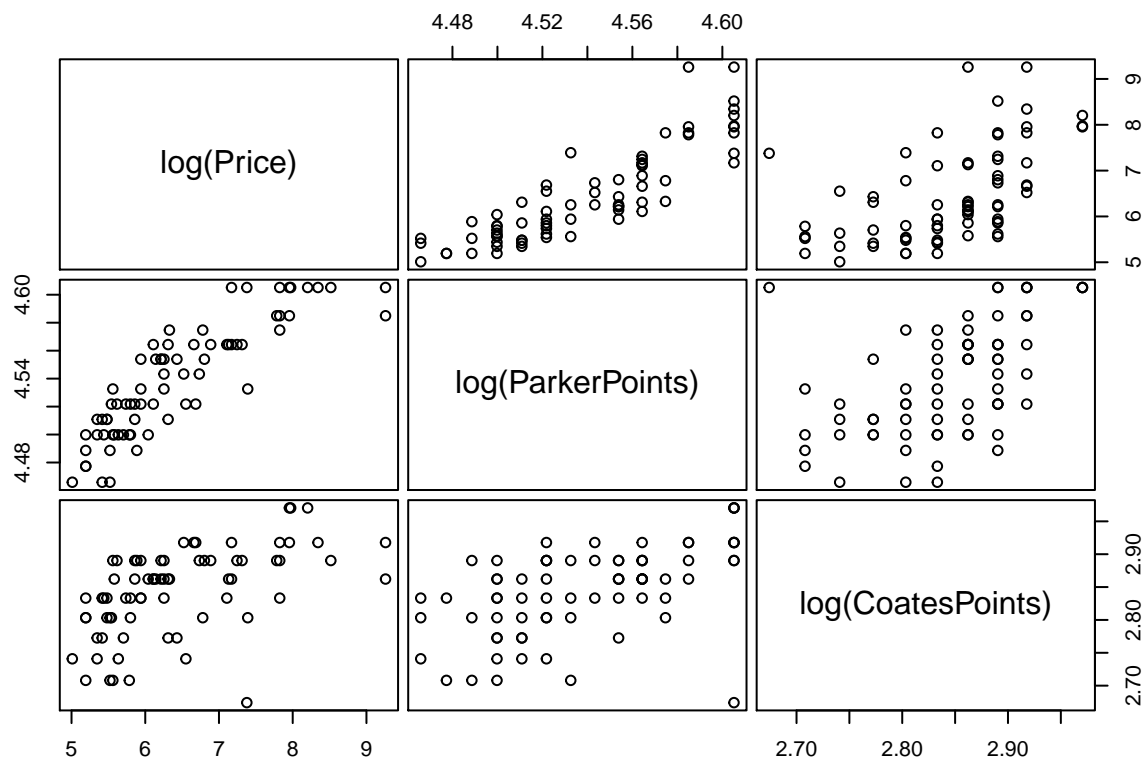 4.48 4.52 4.56 4.60
log(Price)
5 6 7 8 9
4.48 4.54 4.60
log(ParkerPoints)
log(CoatesPoints)
2.70 2.80 2.90
5 6 7 8 9
2.70 2.80 2.90